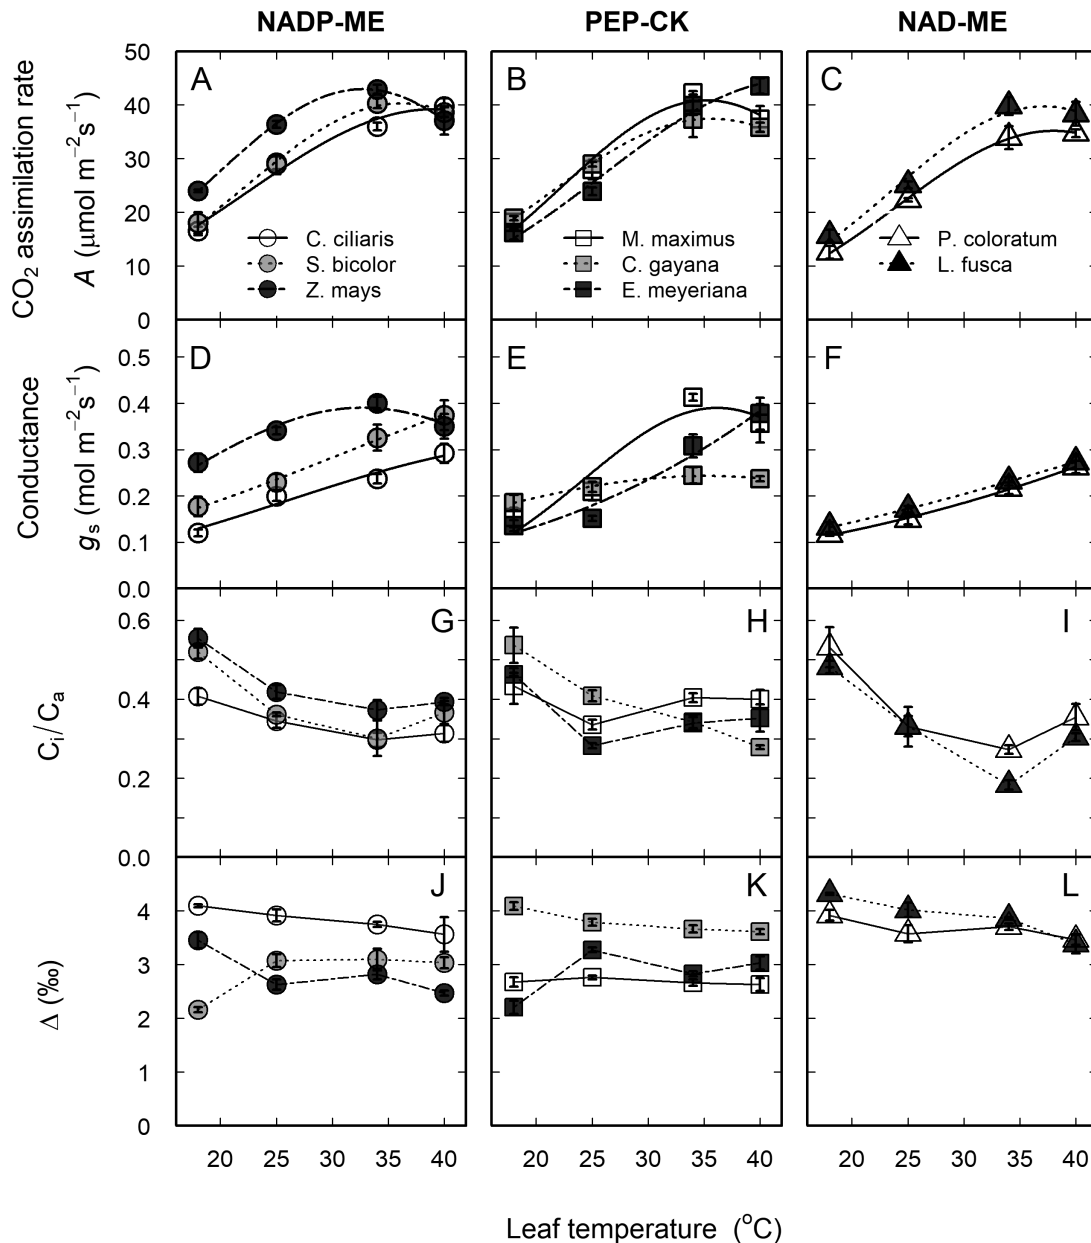 NADP-ME PEP-CK NAD-ME
CO2 assimilation rate
A (μmol m−2s−1)
50
40
30
20
10
0
A
C. ciliaris
S. bicolor
Z. mays
B
M. maximus
C. gayana
E. meyeriana
C
P. coloratum
L. fusca
Conductance
gs (mol m−2s−1)
0.5
0.4
0.3
0.2
0.1
0.0
D
E
F
Ci/Ca
0.6
0.4
0.2
0.0
G
H
I
Δ (‰)
4
3
2
1
0
J
K
L
20 25 30 35 40 20 25 30 35 40 20 25 30 35 40
Leaf temperature (oC)